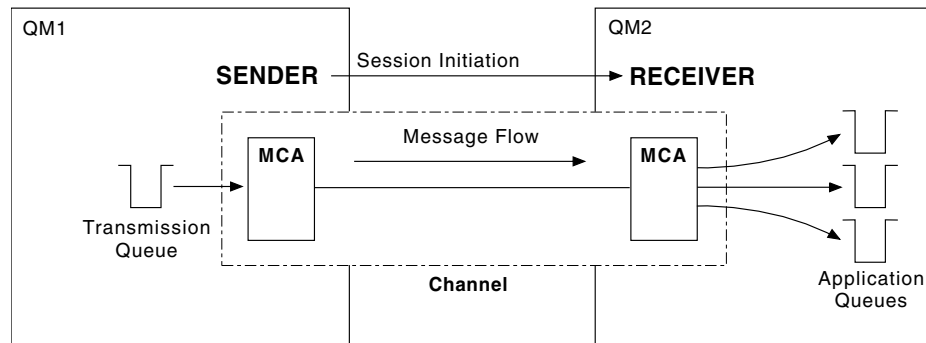 QM1
QM2
Session Initiation
SENDER
RECEIVER
Message Flow
MCA
MCA
Transmission
Queue
Channel
Application
Queues